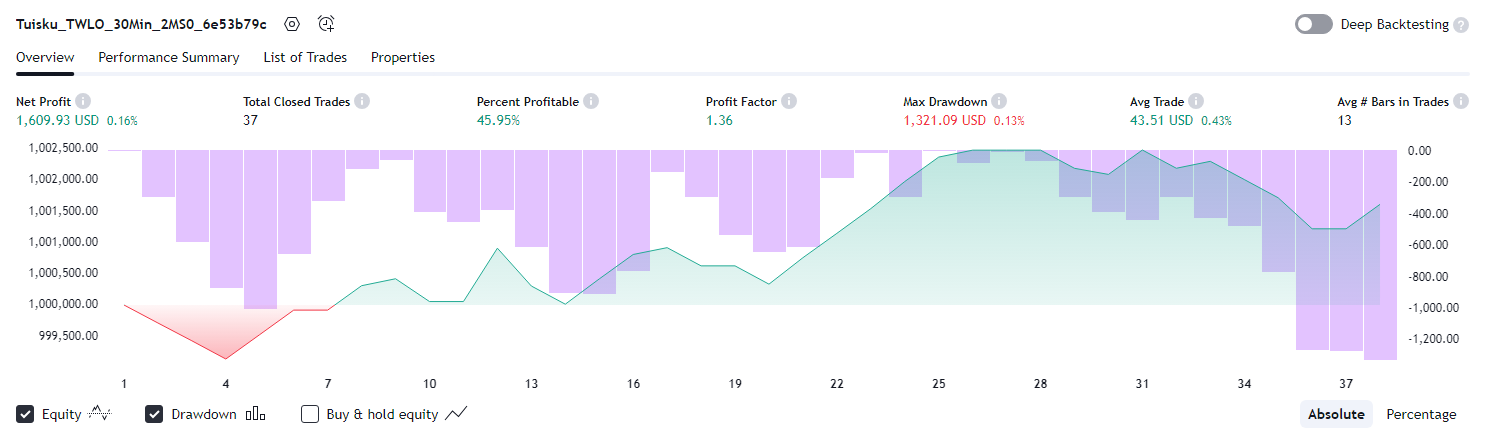 Tuisku_TWLO_30Min_2MS0_6e53b79c
Deep Backtesting
Overview Performance Summary List of Trades Properties
Net Profit Total Closed Trades Percent Profitable Profit Factor Max Drawdown Avg Trade Avg # Bars in Trades
1,609.93 USD 0.16% 37 45.95% 1.36 1,321.09 USD 0.13% 43.51 USD 0.43% 13
1,002,500.00 0.00
1,002,000.00 -200.00
1,001,500.00 -400.00
1,001,000.00 -600.00
1,000,500.00 -800.00
1,000,000.00 -1,000.00
999,500.00 -1,200.00
1 4 7 10 13 16 19 22 25 28 31 34 37
Equity Drawdown Buy & hold equity Absolute Percentage